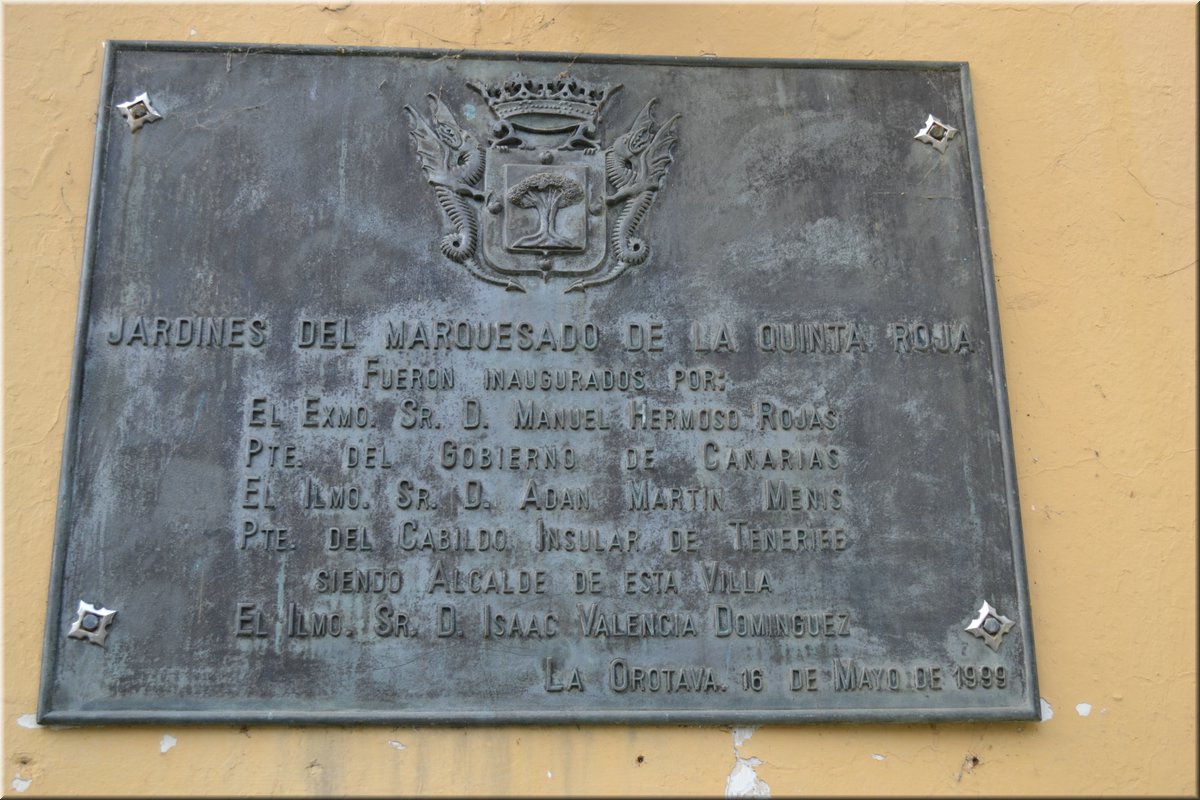 JARDINES DEL MARQUESADO DE LA QUINTA ROJA
FUERON INAUGURADOS POR:
EL EXMO. SR. D. MANUEL HERMOSO ROJAS
PTE. DEL GOBIERNO DE CANARIAS
EL ILMO. SR. D. ADAN MARTIN MENIS
PTE. DEL CABILDO INSULAR DE TENERIFE
SIENDO ALCALDE DE ESTA VILLA
EL ILMO. SR. D. ISAAC VALENCIA DOMINGUEZ
LA OROTAVA. 16 DE MAYO DE 1999